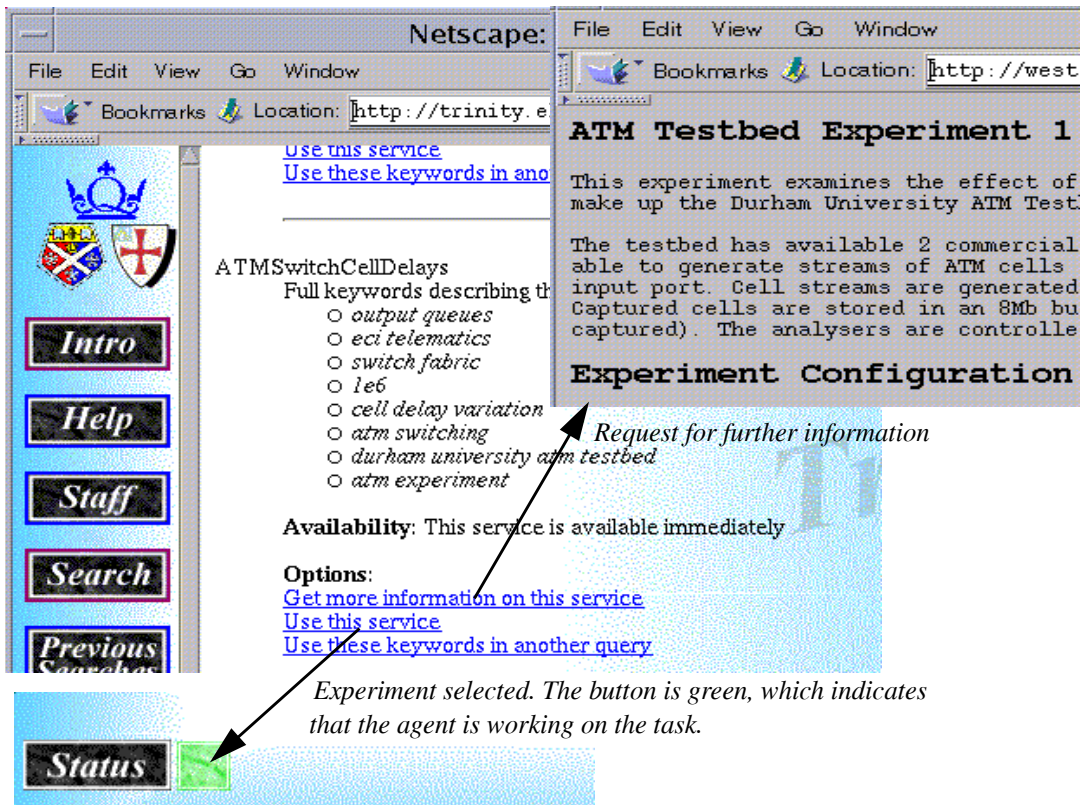 Netscape:
File Edit View Go Window
Bookmarks Location: http://trinity.e
Use this service
Use these keywords in ano
ATMSwitchCellDelays
Full keywords describing th
output queues
eci telematics
switch fabric
1e6
cell delay variation
atm switching
durham university atm testbed
atm experiment
Availability: This service is available immediately
Options:
Get more information on this service
Use this service
Use these keywords in another query
Intro
Help
Staff
Search
Previous
Searches
File Edit View Go Window
Bookmarks Location: http://west
ATM Testbed Experiment 1
This experiment examines the effect of
make up the Durham University ATM Test
The testbed has available 2 commercial
able to generate streams of ATM cells
input port. Cell streams are generated
Captured cells are stored in an 8Mb bu
captured). The analysers are controlle
Experiment Configuration
Request for further information
Experiment selected. The button is green, which indicates
that the agent is working on the task.
Status